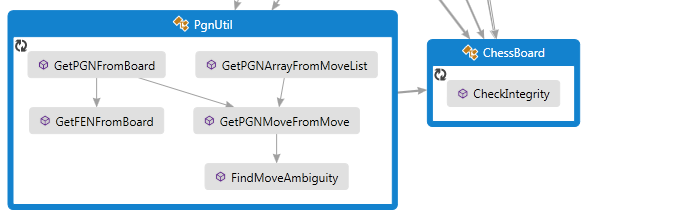 PgnUtil
GetPGNFromBoard
GetPGNArrayFromMoveList
GetFENFromBoard
GetPGNMoveFromMove
FindMoveAmbiguity
ChessBoard
CheckIntegrity